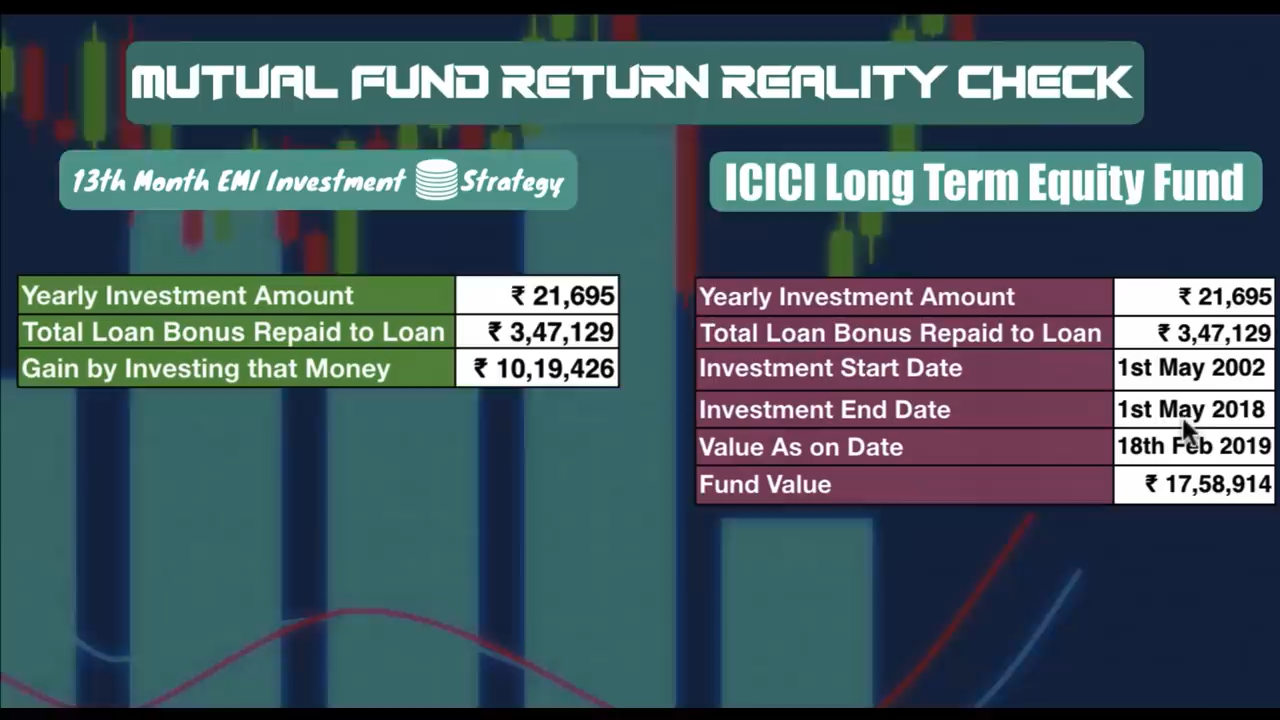 MUTUAL FUND RETURN REALITY CHECK
13th Month EMI Investment Strategy
Yearly Investment Amount ₹ 21,695
Total Loan Bonus Repaid to Loan ₹ 3,47,129
Gain by Investing that Money ₹ 10,19,426
ICICI Long Term Equity Fund
Yearly Investment Amount ₹ 21,695
Total Loan Bonus Repaid to Loan ₹ 3,47,129
Investment Start Date 1st May 2002
Investment End Date 1st May 2018
Value As on Date 18th Feb 2019
Fund Value ₹ 17,58,914